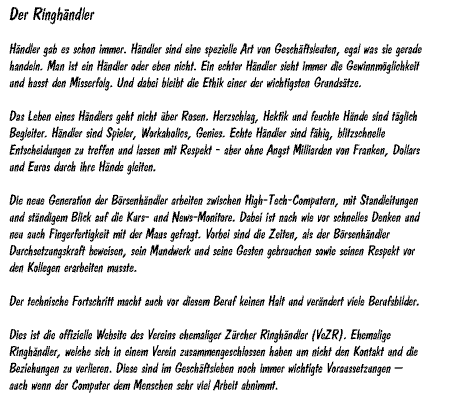 Der Ringhändler
Händler gab es schon immer. Händler sind eine spezielle Art von Geschäftsleuten, egal was sie gerade
handeln. Man ist ein Händler oder eben nicht. Ein echter Händler sieht immer die Gewinnmöglichkeit
und hasst den Misserfolg. Und dabei bleibt die Ethik einer der wichtigsten Grundsätze.
Das Leben eines Händlers geht nicht über Rosen. Herzschlag, Hektik und feuchte Hände sind täglich
Begleiter. Händler sind Spieler, Workaholics, Genies. Echte Händler sind fähig, blitzschnelle
Entscheidungen zu treffen und lassen mit Respekt - aber ohne Angst Milliarden von Franken, Dollars
und Euros durch ihre Hände gleiten.
Die neue Generation der Börsenhändler arbeiten zwischen High-Tech-Computern, mit Standleitungen
und ständigem Blick auf die Kurs- und News-Monitore. Dabei ist nach wie vor schnelles Denken und
neu auch Fingerfertigkeit mit der Maus gefragt. Vorbei sind die Zeiten, als der Börsenhändler
Durchsetzungskraft beweisen, sein Mundwerk und seine Gesten gebrauchen sowie seinen Respekt vor
den Kollegen erarbeiten musste.
Der technische Fortschritt macht auch vor diesem Beruf keinen Halt und verändert viele Berufsbilder.
Dies ist die offizielle Website des Vereins ehemaliger Zürcher Ringhändler (VeZR). Ehemalige
Ringhändler, welche sich in einem Verein zusammengeschlossen haben um nicht den Kontakt und die
Beziehungen zu verlieren. Diese sind im Geschäftsleben noch immer wichtigte Voraussetzungen –
auch wenn der Computer dem Menschen sehr viel Arbeit abnimmt.